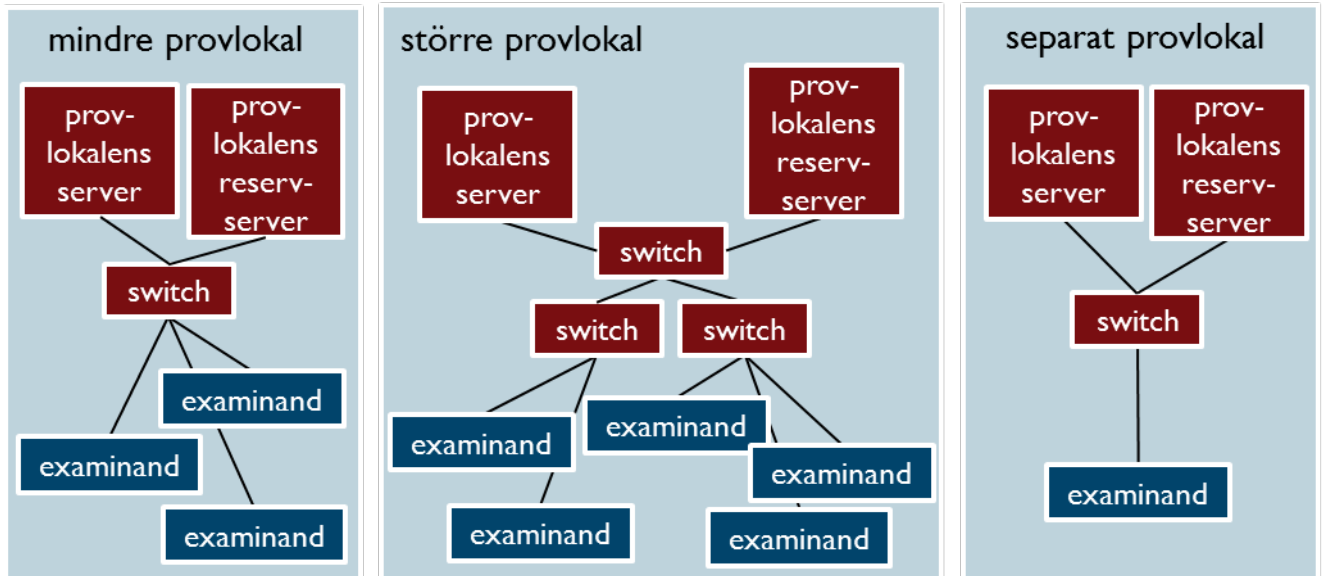 mindre provlokal
prov-
lokalens
server
prov-
lokalens
reserv-
server
switch
examinand
examinand
examinand
större provlokal
prov-
lokalens
server
prov-
lokalens
reserv-
server
switch
switch
switch
examinand
examinand
examinand
examinand
examinand
separat provlokal
prov-
lokalens
server
prov-
lokalens
reserv-
server
switch
examinand